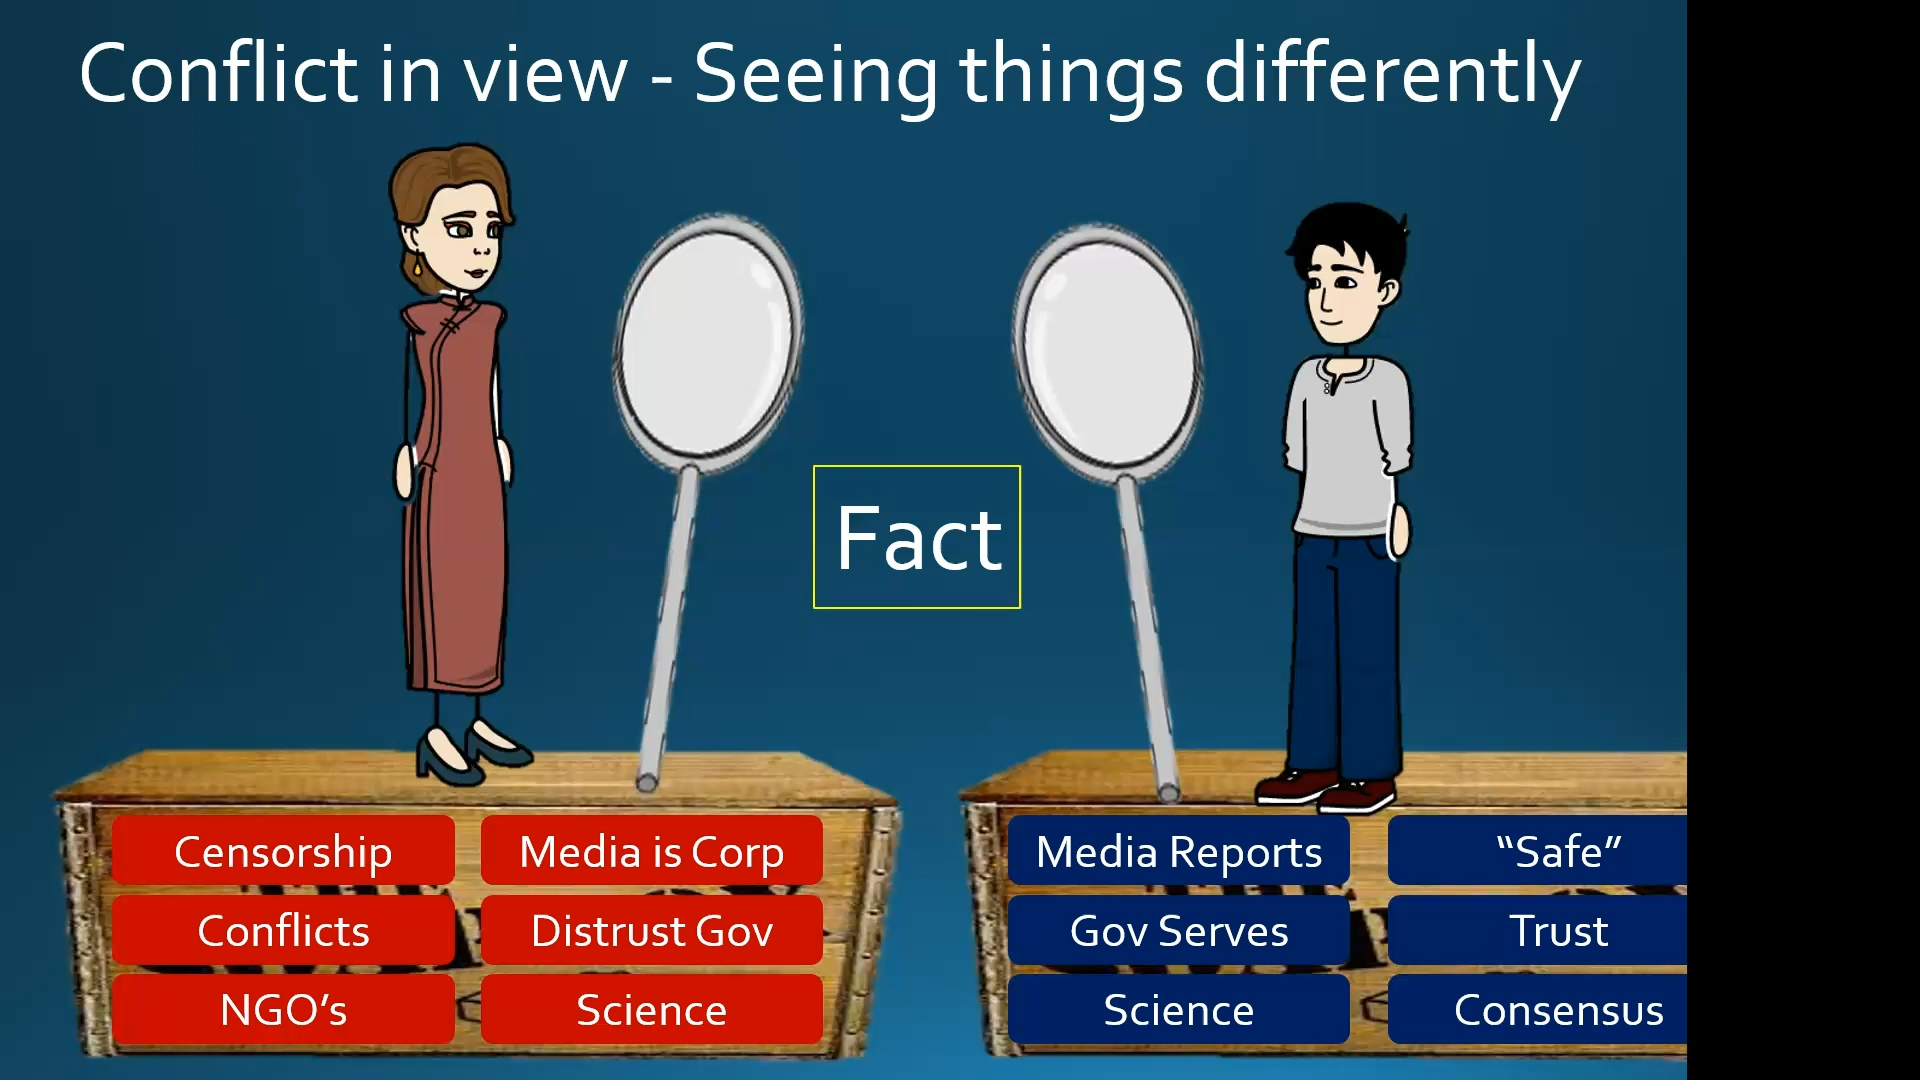 Conflict in view - Seeing things differently
Fact
Censorship
Media is Corp
Conflicts
Distrust Gov
NGO’s
Science
Media Reports
“Safe”
Gov Serves
Trust
Science
Consensus